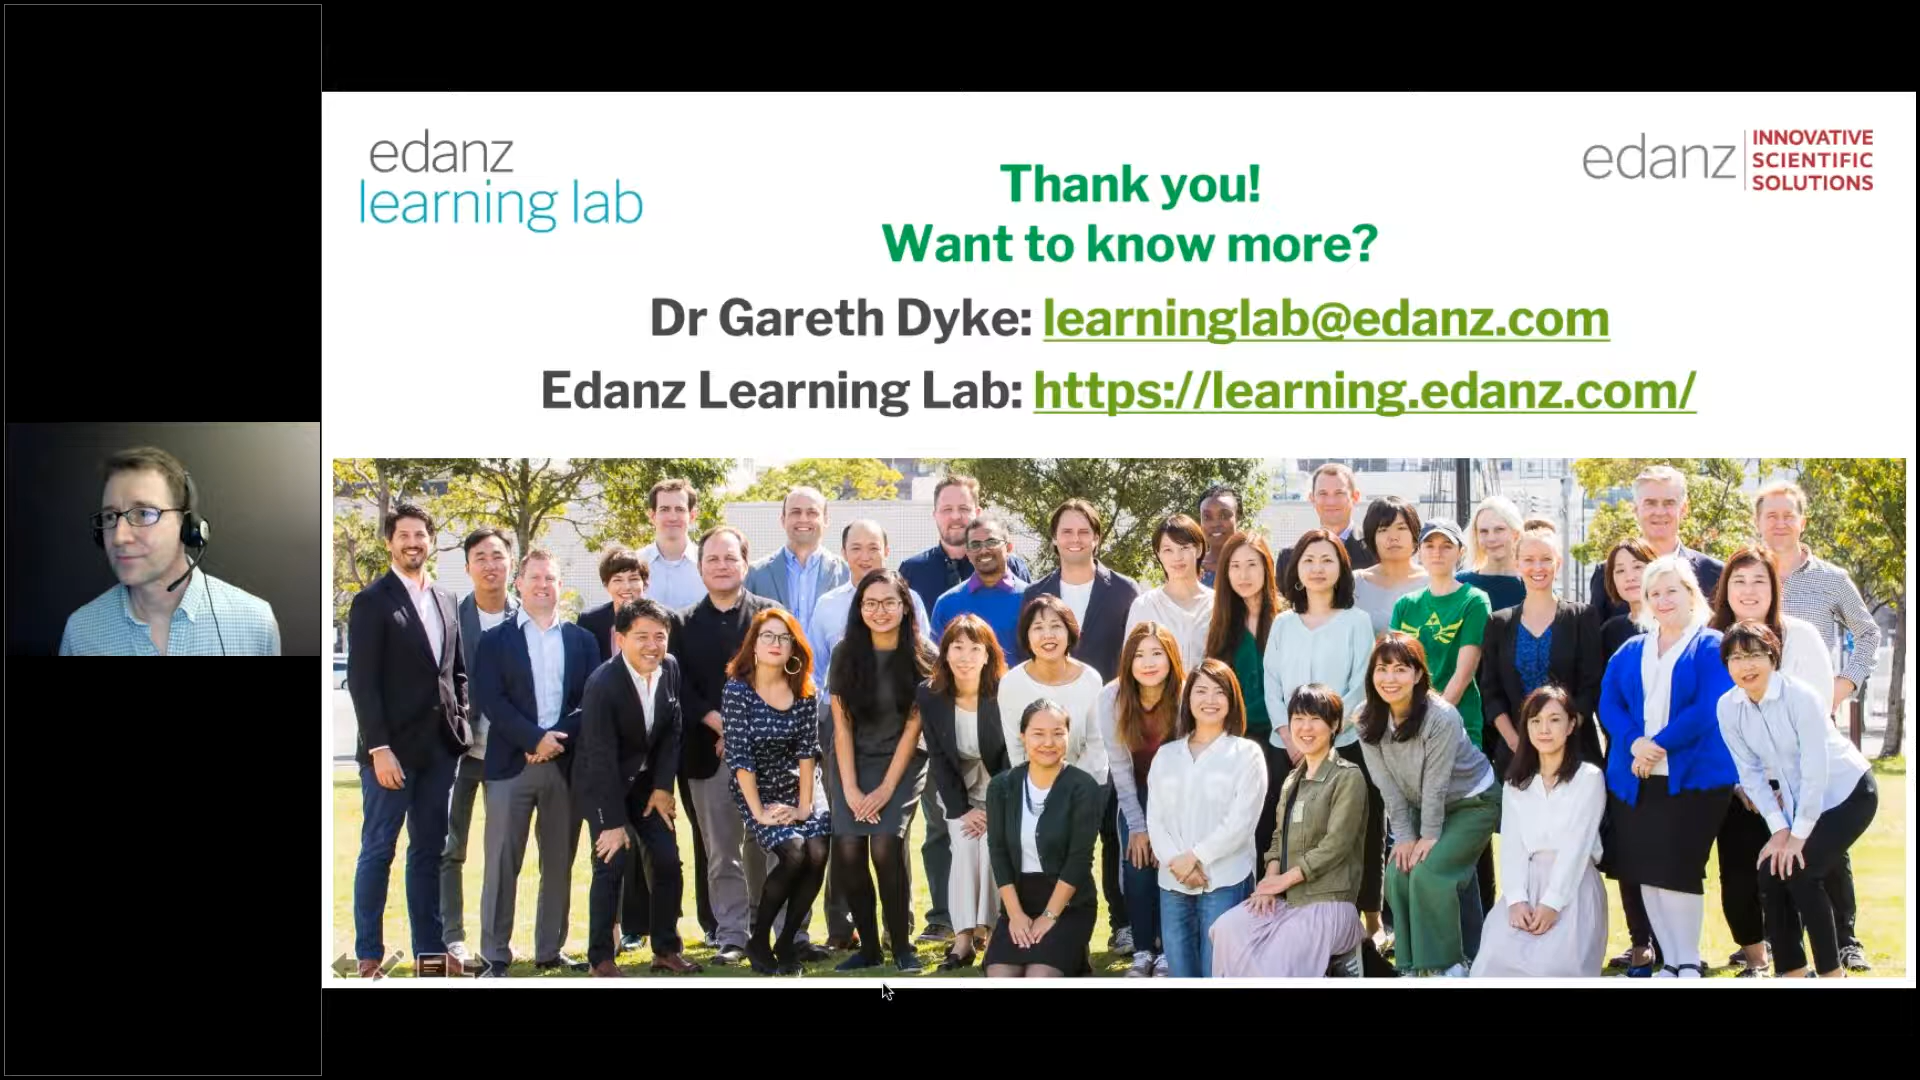 edanz
learning lab
Thank you!
Want to know more?
edanz
INNOVATIVE
SCIENTIFIC
SOLUTIONS
Dr Gareth Dyke: learninglab@edanz.com
Edanz Learning Lab: https://learning.edanz.com/